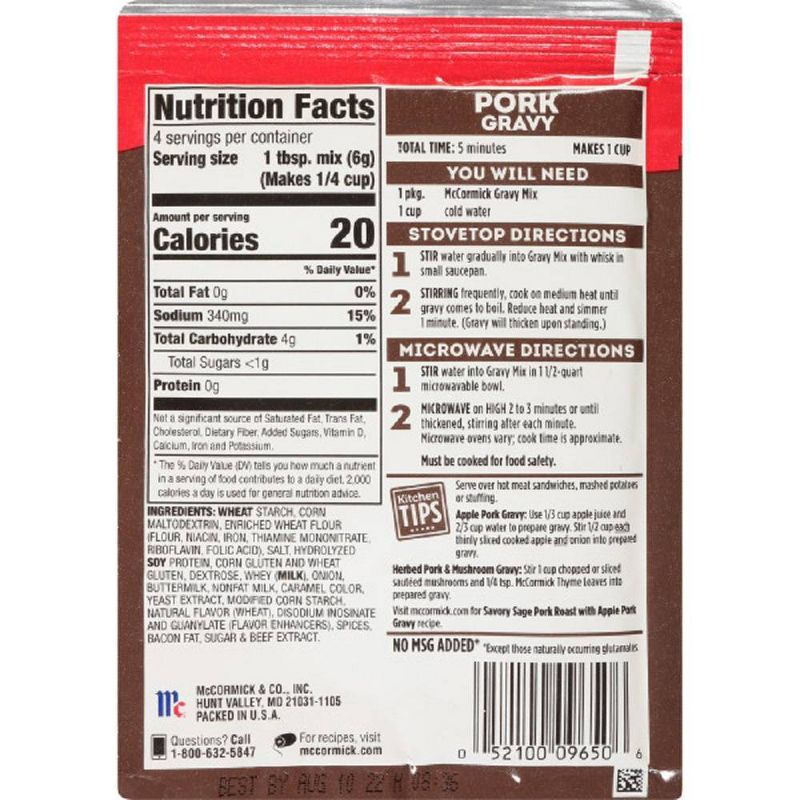 Nutrition Facts
4 servings per container
Serving size 1 tbsp. mix (6g)
(Makes 1/4 cup)
Amount per serving
Calories 20
% Daily Value*
Total Fat 0g 0%
Sodium 340mg 15%
Total Carbohydrate 4g 1%
Total Sugars <1g
Protein 0g
Not a significant source of Saturated Fat, Trans Fat,
Cholesterol, Dietary Fiber, Added Sugars, Vitamin D,
Calcium, Iron and Potassium.
*The % Daily Value (DV) tells you how much a nutrient
in a serving of food contributes to a daily diet. 2,000
calories a day is used for general nutrition advice.
INGREDIENTS: WHEAT STARCH, CORN
MALTODEXTRIN, ENRICHED WHEAT FLOUR
(FLOUR, NIACIN, IRON, THIAMINE MONONITRATE,
RIBOFLAVIN, FOLIC ACID), SALT, HYDROLYZED
SOY PROTEIN, CORN GLUTEN AND WHEAT
GLUTEN, DEXTROSE, WHEY (MILK), ONION,
BUTTERMILK, NONFAT MILK, CARAMEL COLOR,
YEAST EXTRACT, MODIFIED CORN STARCH,
NATURAL FLAVOR (WHEAT), DISODIUM INOSINATE
AND GUANYLATE (FLAVOR ENHANCERS), SPICES,
BACON FAT, SUGAR & BEEF EXTRACT.
Mc
McCORMICK & CO., INC.
HUNT VALLEY, MD 21031-1105
PACKED IN U.S.A.
Questions? Call
1-800-632-5847
For recipes, visit
mccormick.com
PORK
GRAVY
TOTAL TIME: 5 minutes MAKES 1 CUP
YOU WILL NEED
1 pkg. McCormick Gravy Mix
1 cup cold water
STOVETOP DIRECTIONS
1 STIR water gradually into Gravy Mix with whisk in
small saucepan.
2 STIRRING frequently, cook on medium heat until
gravy comes to boil. Reduce heat and simmer
1 minute. (Gravy will thicken upon standing.)
MICROWAVE DIRECTIONS
1 STIR water into Gravy Mix in 1 1/2-quart
microwavable bowl.
2 MICROWAVE on HIGH 2 to 3 minutes or until
thickened, stirring after each minute.
Microwave ovens vary; cook time is approximate.
Must be cooked for food safety.
Kitchen
TIPS
Serve over hot meat sandwiches, mashed potatoes
or stuffing.
Apple Pork Gravy: Use 1/3 cup apple juice and
2/3 cup water to prepare gravy. Stir 1/2 cup each
thinly sliced cooked apple and onion into prepared
gravy.
Herbed Pork & Mushroom Gravy: Stir 1 cup chopped or sliced
sautéed mushrooms and 1/4 tsp. McCormick Thyme Leaves into
prepared gravy.
Visit mccormick.com for Savory Sage Pork Roast with Apple Pork
Gravy recipe.
NO MSG ADDED* *Except those naturally occurring glutamates
0 52100 09650 6
BEST BY AUG 10 22 H 09:36